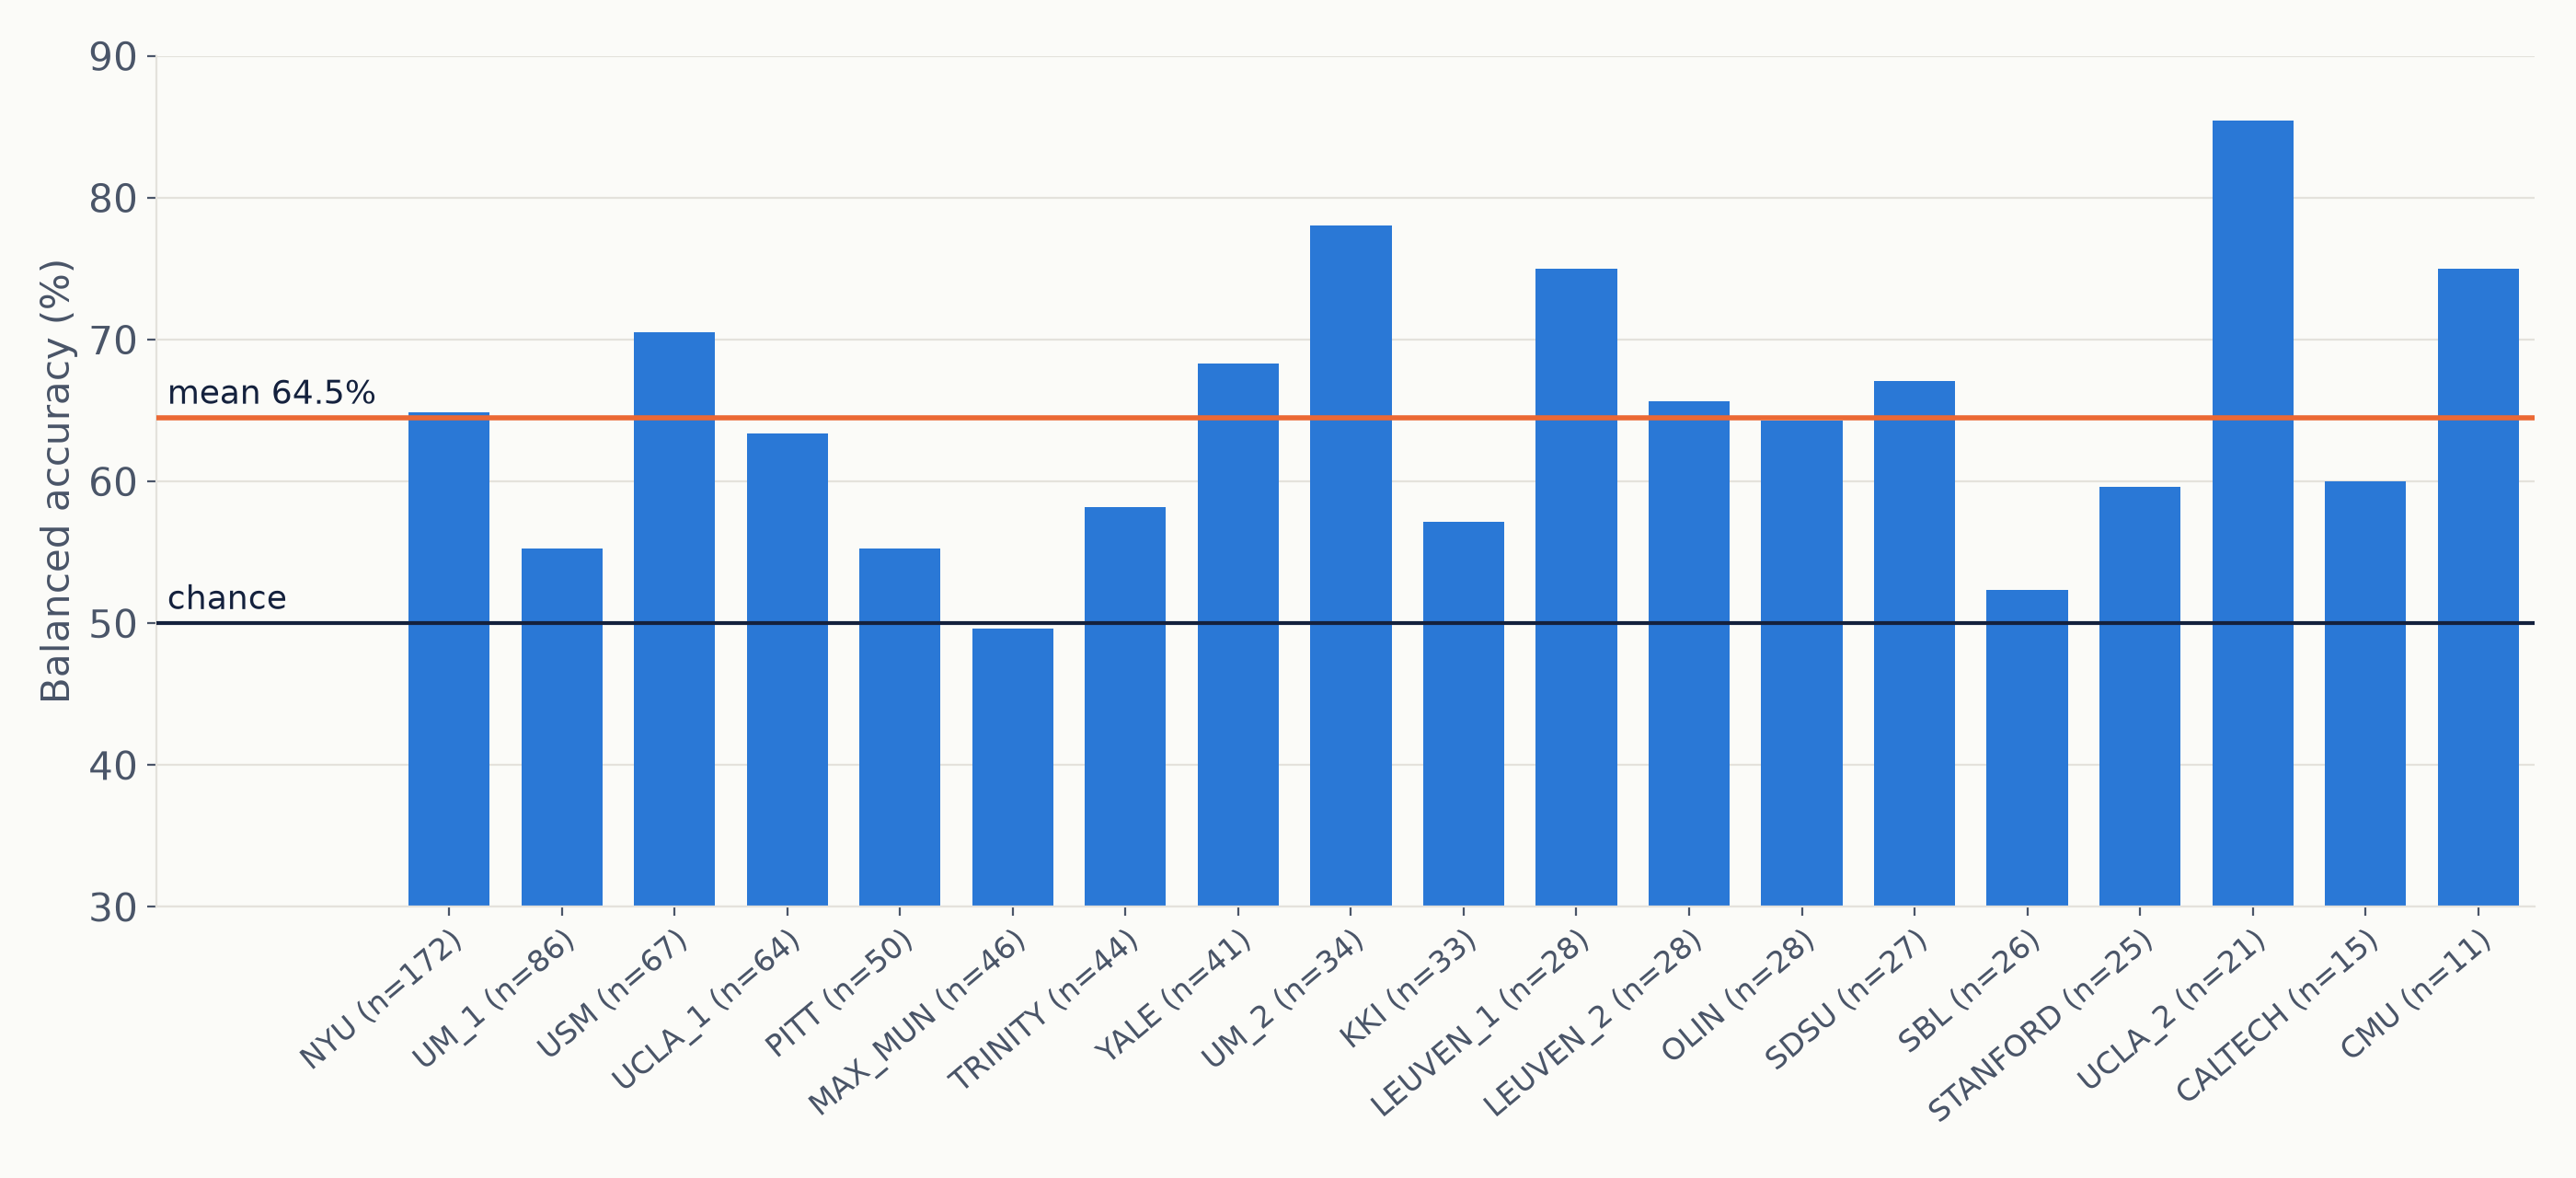 Balanced accuracy (%)
90
80
70
60
50
40
30
mean 64.5%
chance
NYU (n=172)
UM_1 (n=86)
USM (n=67)
UCLA_1 (n=64)
PITT (n=50)
MAX_MUN (n=46)
TRINITY (n=44)
YALE (n=41)
UM_2 (n=34)
KKI (n=33)
LEUVEN_1 (n=28)
LEUVEN_2 (n=28)
OLIN (n=28)
SDSU (n=27)
SBL (n=26)
STANFORD (n=25)
UCLA_2 (n=21)
CALTECH (n=15)
CMU (n=11)